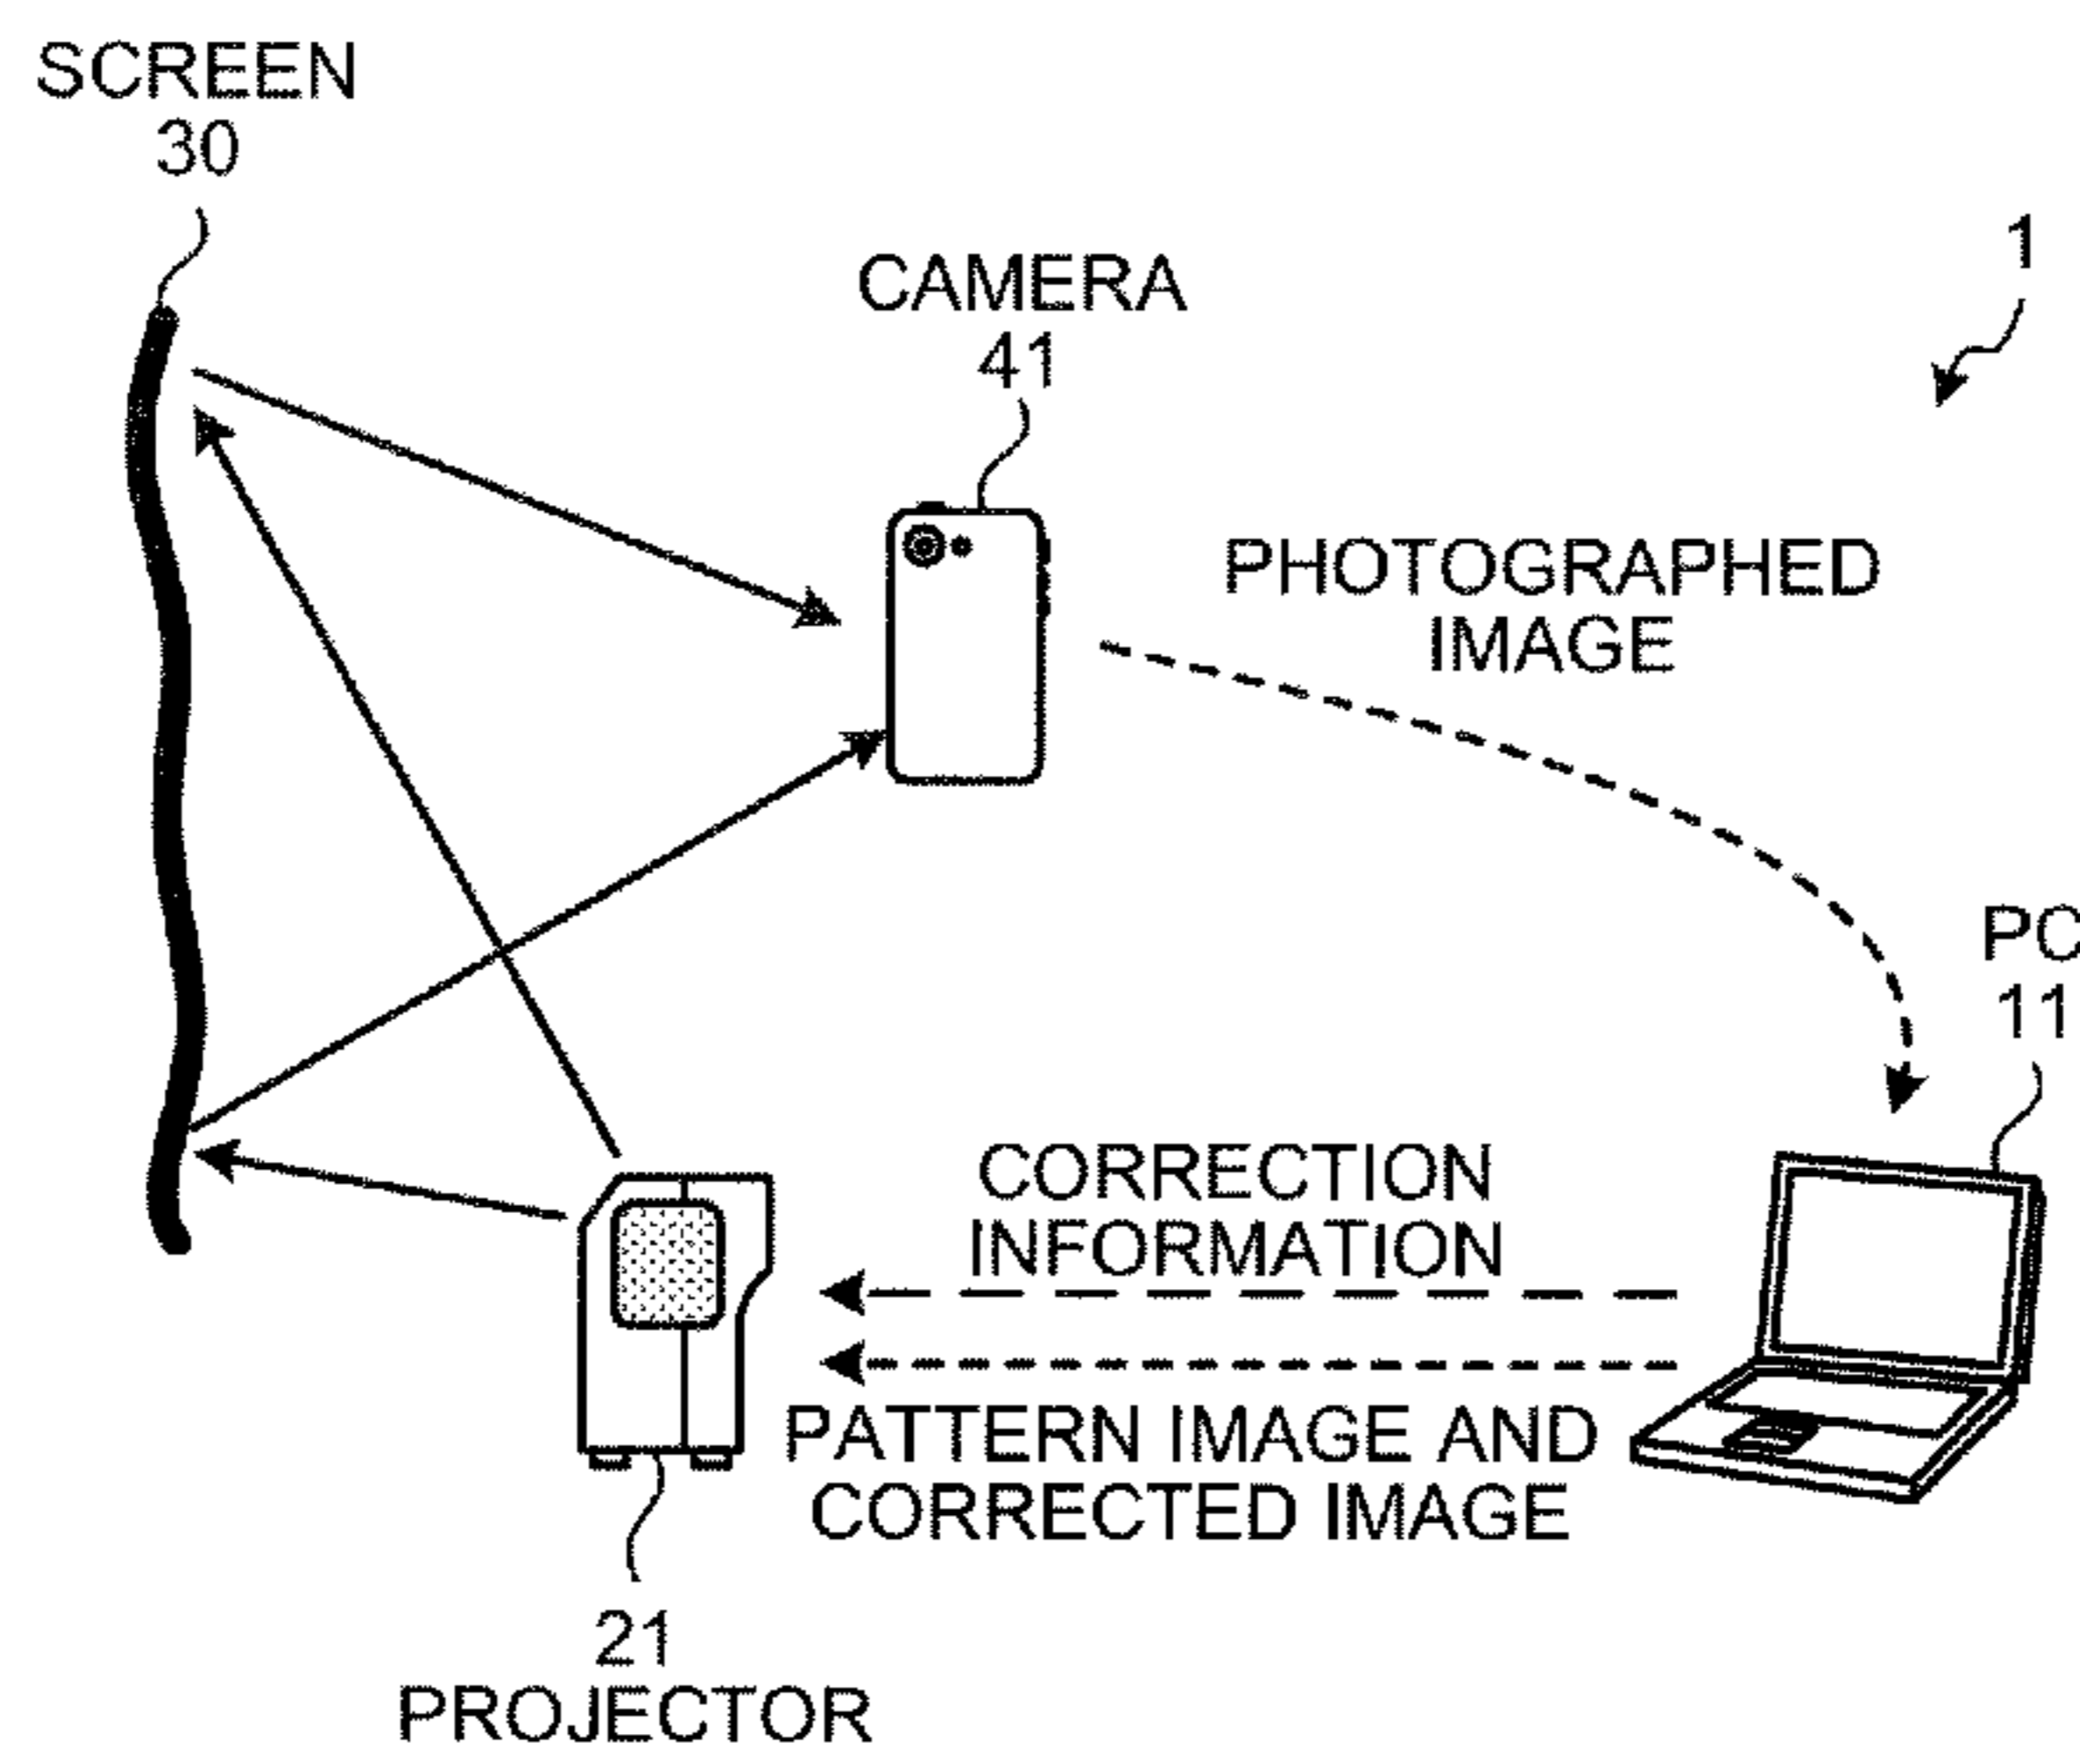 SCREEN
30
CAMERA
41
1
PHOTOGRAPHED
IMAGE
PC
11
CORRECTION
INFORMATION
PATTERN IMAGE AND
CORRECTED IMAGE
21
PROJECTOR